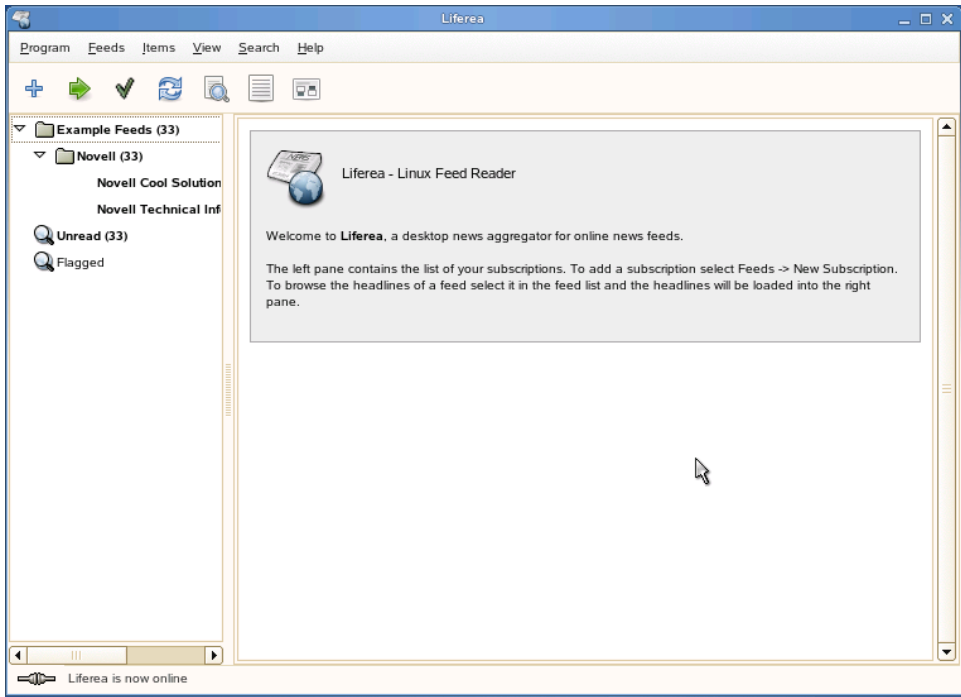 Liferea
Program Feeds Items View Search Help
Example Feeds (33)
Novell (33)
Novell Cool Solution
Novell Technical Inf
Unread (33)
Flagged
NEWS
Liferea - Linux Feed Reader
Welcome to Liferea, a desktop news aggregator for online news feeds.
The left pane contains the list of your subscriptions. To add a subscription select Feeds -> New Subscription.
To browse the headlines of a feed select it in the feed list and the headlines will be loaded into the right
pane.
Liferea is now online